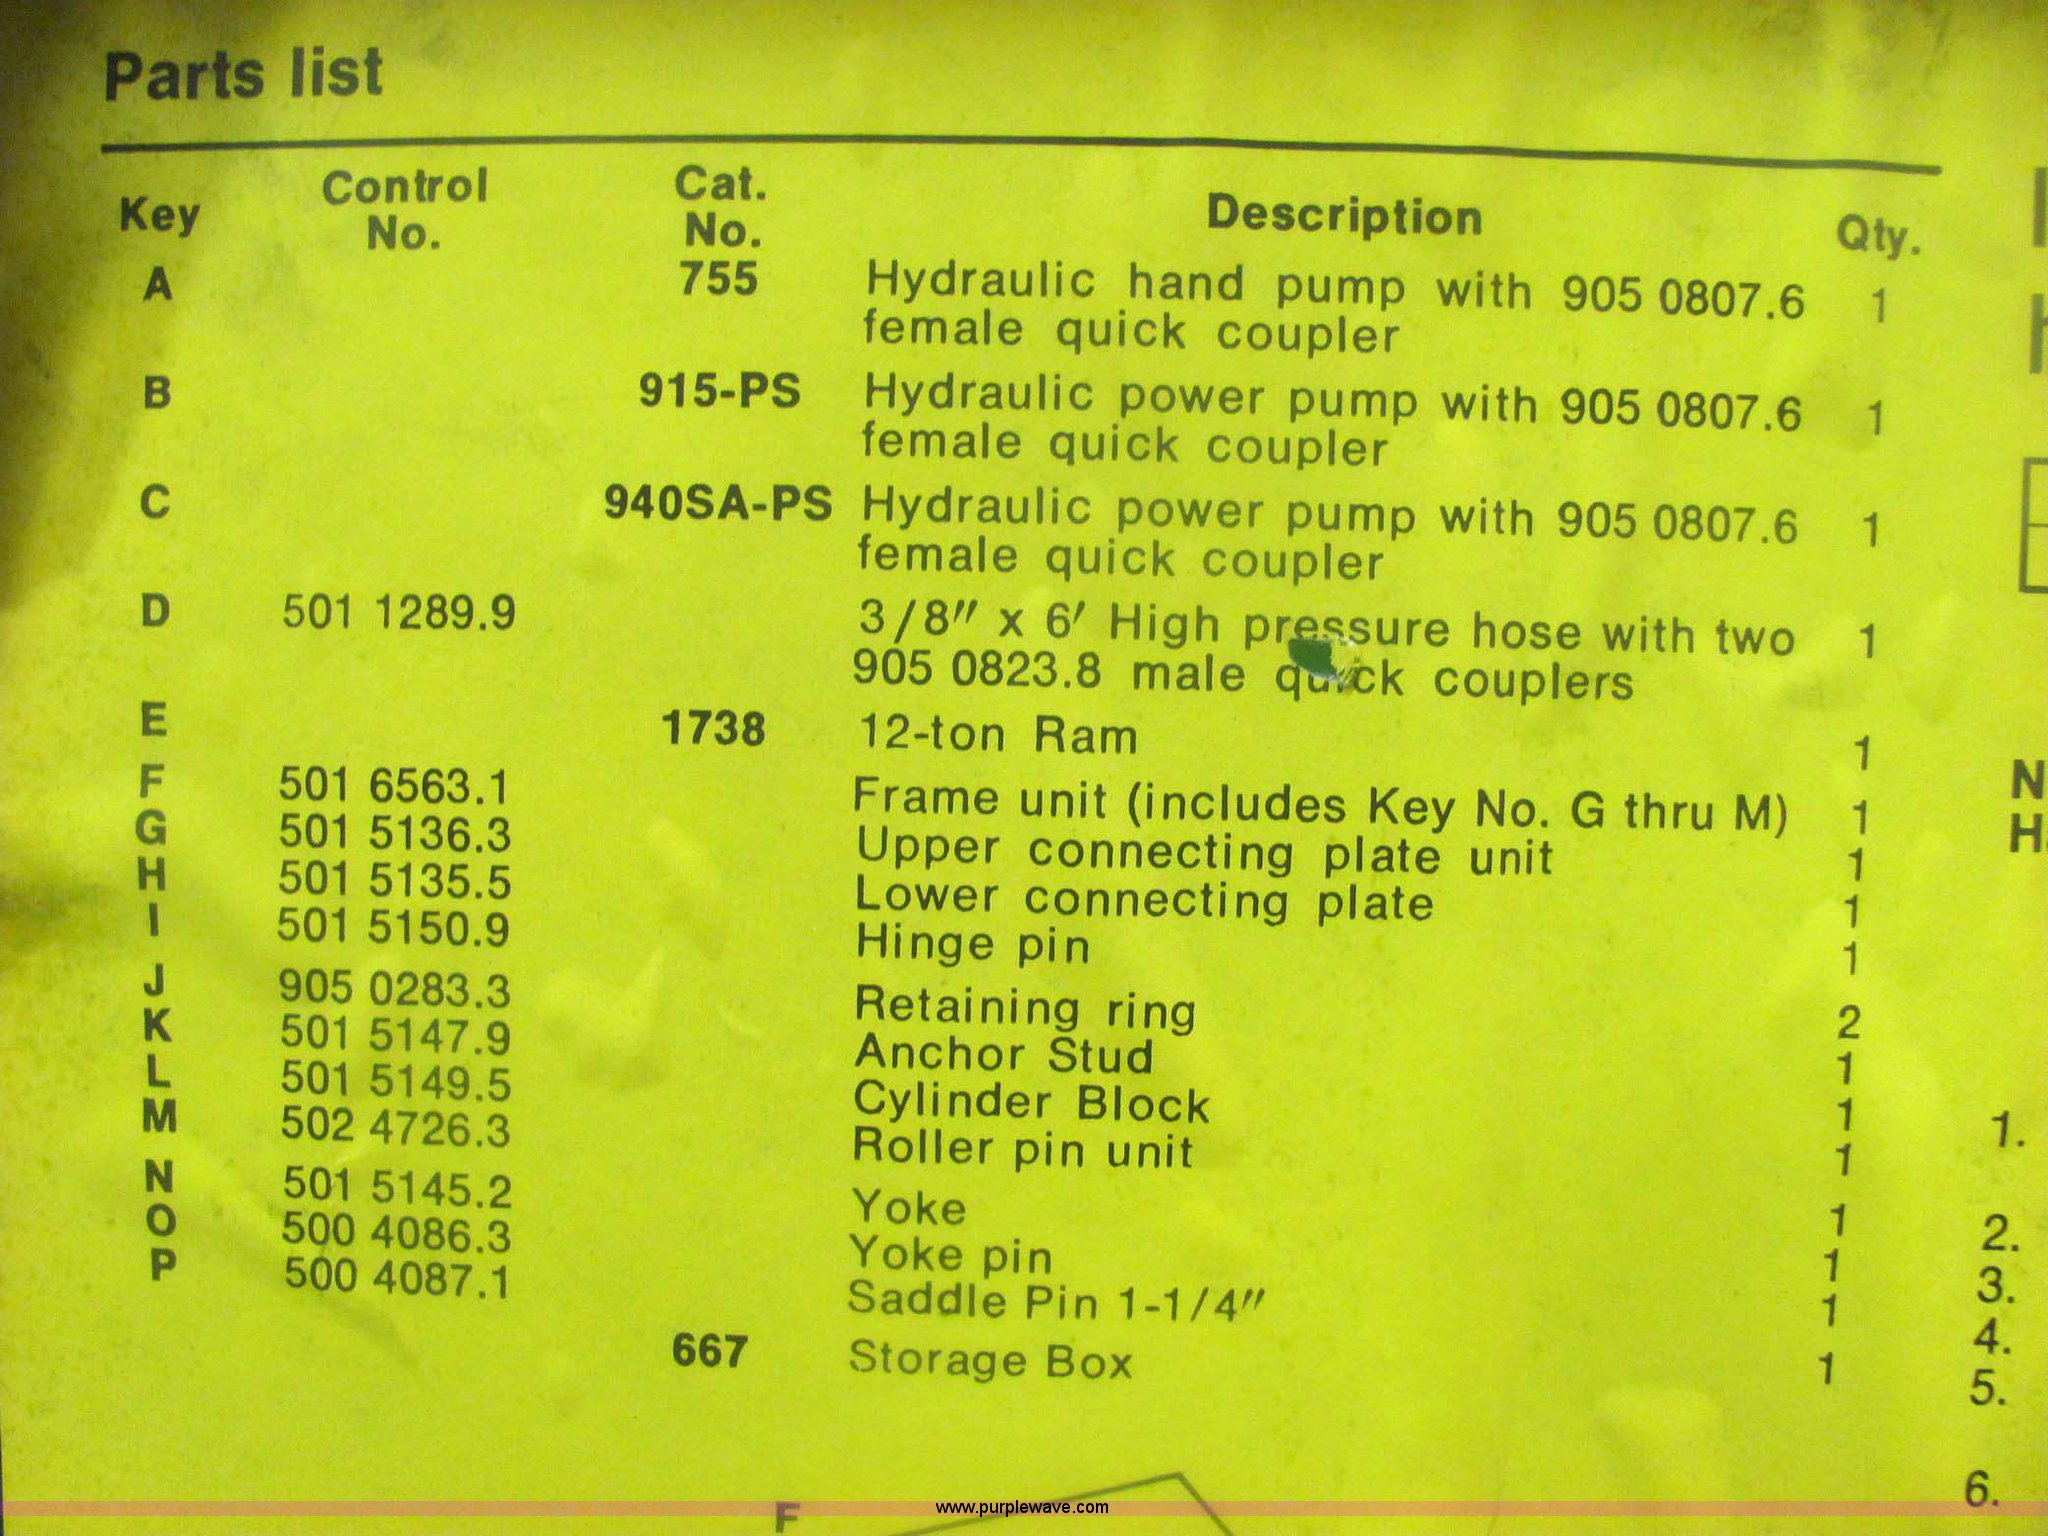 Parts list
Key Control No. Cat. No. Description Qty.
A 755 Hydraulic hand pump with 905 0807.6 1
female quick coupler
B 915-PS Hydraulic power pump with 905 0807.6 1
female quick coupler
C 940SA-PS Hydraulic power pump with 905 0807.6 1
female quick coupler
D 501 1289.9 3/8" x 6' High pressure hose with two 1
905 0823.8 male quick couplers
E 1738 12-ton Ram 1
F 501 6563.1 Frame unit (includes Key No. G thru M) 1
G 501 5136.3 Upper connecting plate unit 1
H 501 5135.5 Lower connecting plate 1
I 501 5150.9 Hinge pin 1
J 905 0283.3 Retaining ring 2
K 501 5147.9 Anchor Stud 1
L 501 5149.5 Cylinder Block 1
M 502 4726.3 Roller pin unit 1
N 501 5145.2 Yoke 1
O 500 4086.3 Yoke pin 1
P 500 4087.1 Saddle Pin 1-1/4" 1
667 Storage Box 1
1.
2.
3.
4.
5.
6.
F
www.purplewave.com